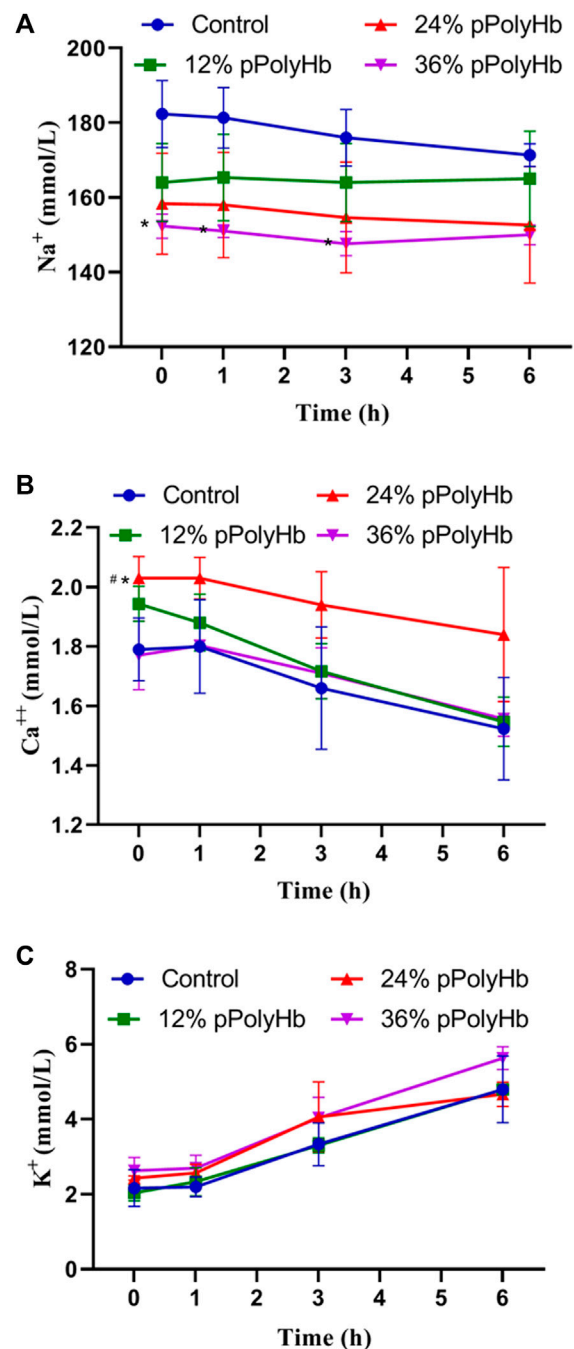 A
Control
24% pPolyHb
12% pPolyHb
36% pPolyHb
200
180
160
140
120
Na+ (mmol/L)
*
*
*
0 1 2 3 4 5 6
Time (h)
B
Control
24% pPolyHb
12% pPolyHb
36% pPolyHb
2.2
2.0
1.8
1.6
1.4
1.2
Ca++ (mmol/L)
# *
0 1 2 3 4 5 6
Time (h)
C
Control
24% pPolyHb
12% pPolyHb
36% pPolyHb
8
6
4
2
0
K+ (mmol/L)
0 1 2 3 4 5 6
Time (h)